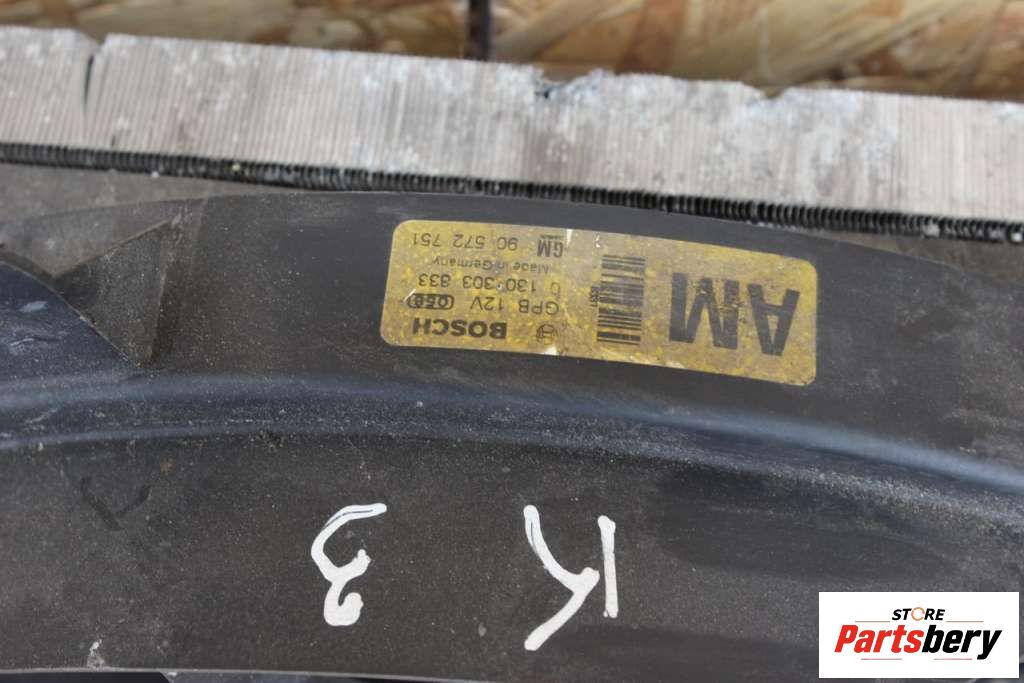 AM
BOSCH
GPB 12V
0 130 303 833
Made in Germany
GM 90 572 751
K 3
STORE
Partsbery